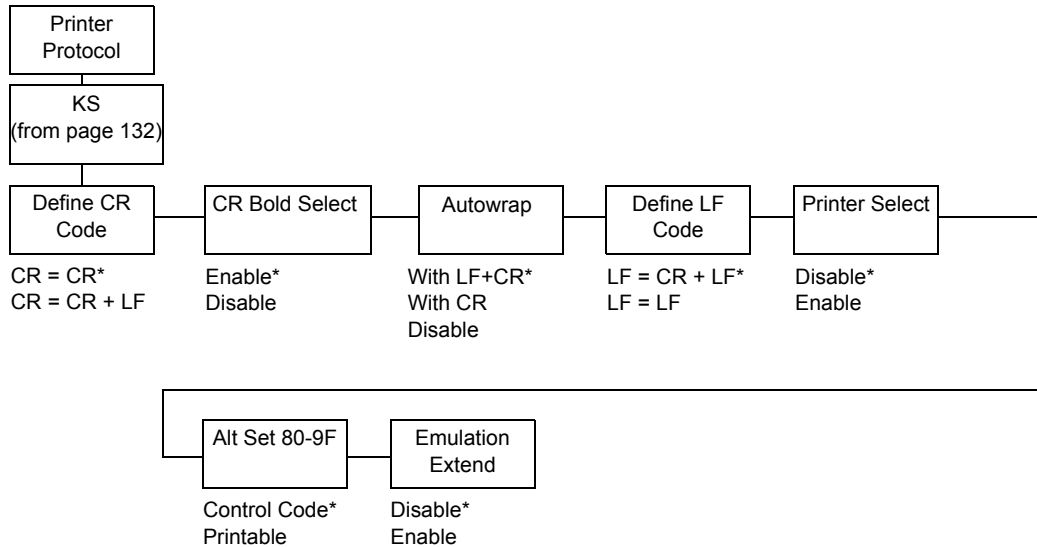 Printer
Protocol
KS
(from page 132)
Define CR
Code
CR = CR*
CR = CR + LF
CR Bold Select
Enable*
Disable
Autowrap
With LF+CR*
With CR
Disable
Define LF
Code
LF = CR + LF*
LF = LF
Printer Select
Disable*
Enable
Alt Set 80-9F
Control Code*
Printable
Emulation
Extend
Disable*
Enable